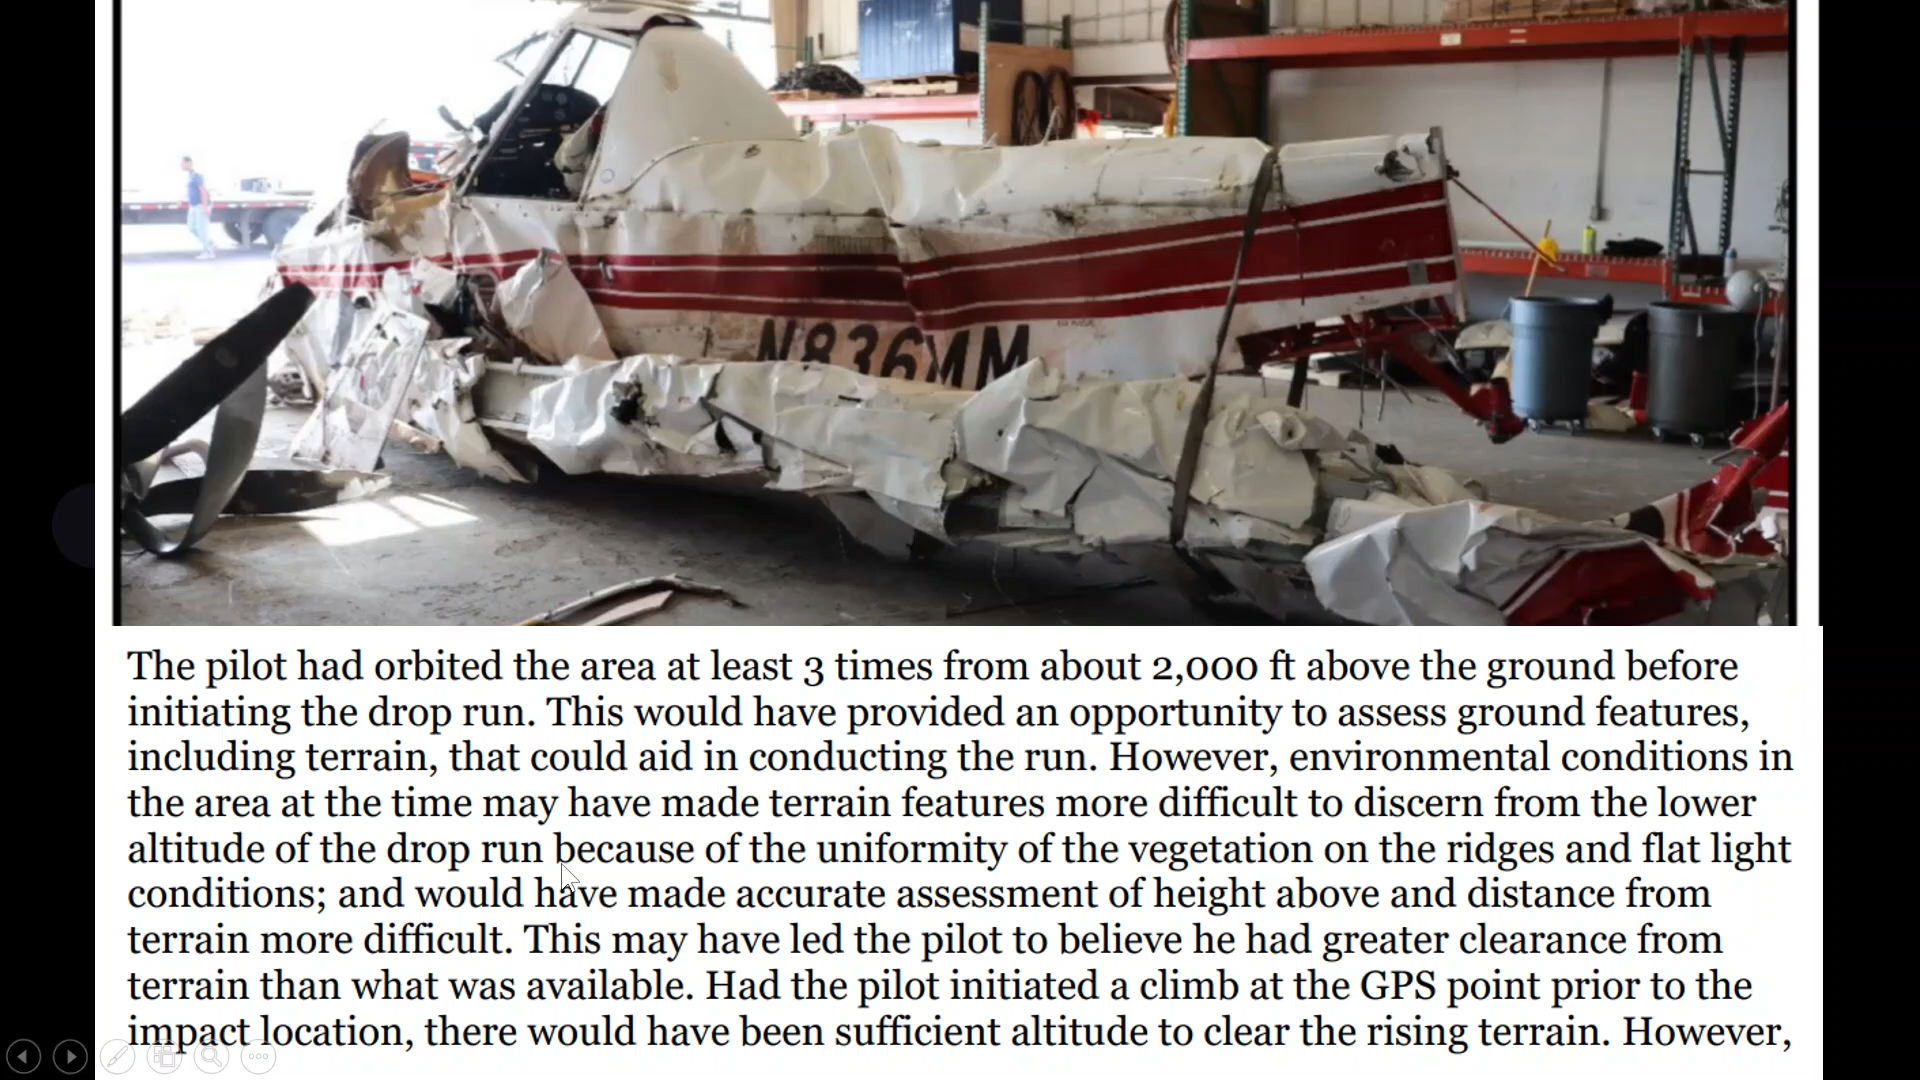 N836MM
The pilot had orbited the area at least 3 times from about 2,000 ft above the ground before
initiating the drop run. This would have provided an opportunity to assess ground features,
including terrain, that could aid in conducting the run. However, environmental conditions in
the area at the time may have made terrain features more difficult to discern from the lower
altitude of the drop run because of the uniformity of the vegetation on the ridges and flat light
conditions; and would have made accurate assessment of height above and distance from
terrain more difficult. This may have led the pilot to believe he had greater clearance from
terrain than what was available. Had the pilot initiated a climb at the GPS point prior to the
impact location, there would have been sufficient altitude to clear the rising terrain. However,